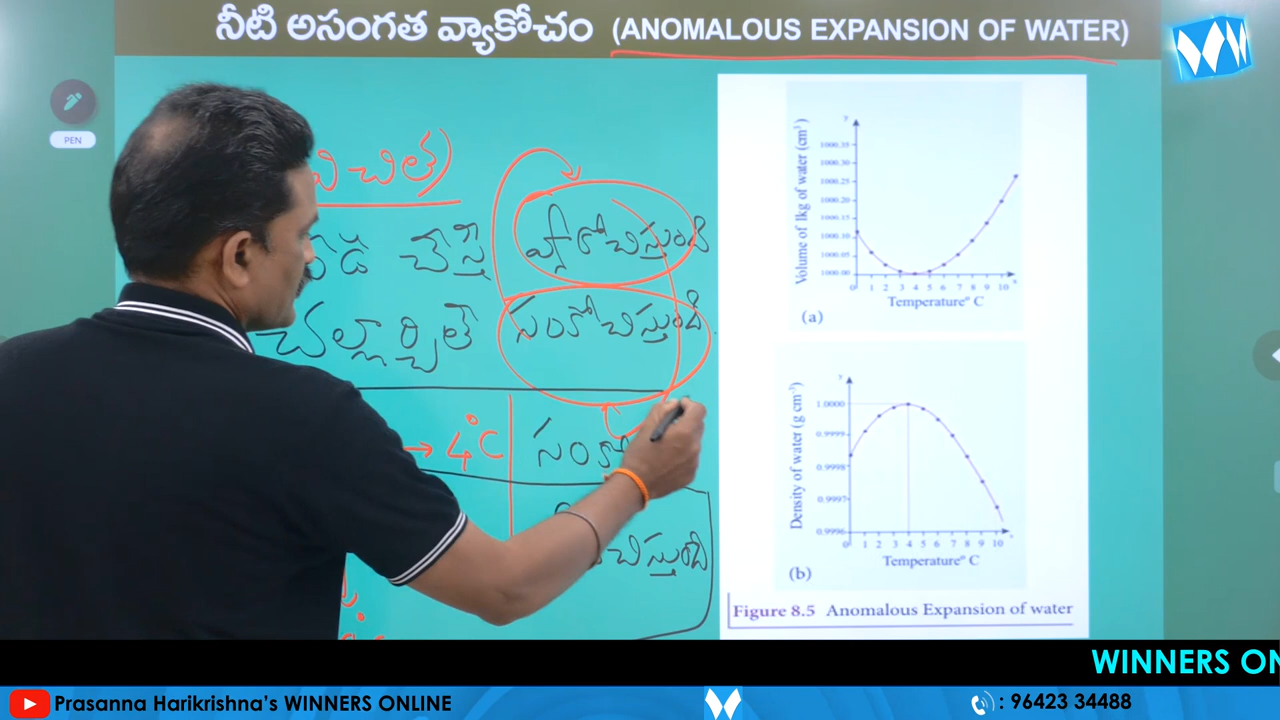 నీటి అసంగత వ్యాకోచం (ANOMALOUS EXPANSION OF WATER)
PEN
చేస్తే వ్యాకోచిస్తుంది
చల్లార్చితే సంకోచిస్తుంది
→ 4°C
Volume of 1kg of water (cm³)
y
1000.35
1000.30
1000.25
1000.20
1000.15
1000.10
1000.05
1000.00
0 1 2 3 4 5 6 7 8 9 10 x
Temperature° C
(a)
Density of water (g cm⁻³)
y
1.0000
0.9999
0.9998
0.9997
0.9996
0 1 2 3 4 5 6 7 8 9 10 x
Temperature° C
(b)
Figure 8.5 Anomalous Expansion of water
WINNERS ON
Prasanna Harikrishna's WINNERS ONLINE
: 96423 34488